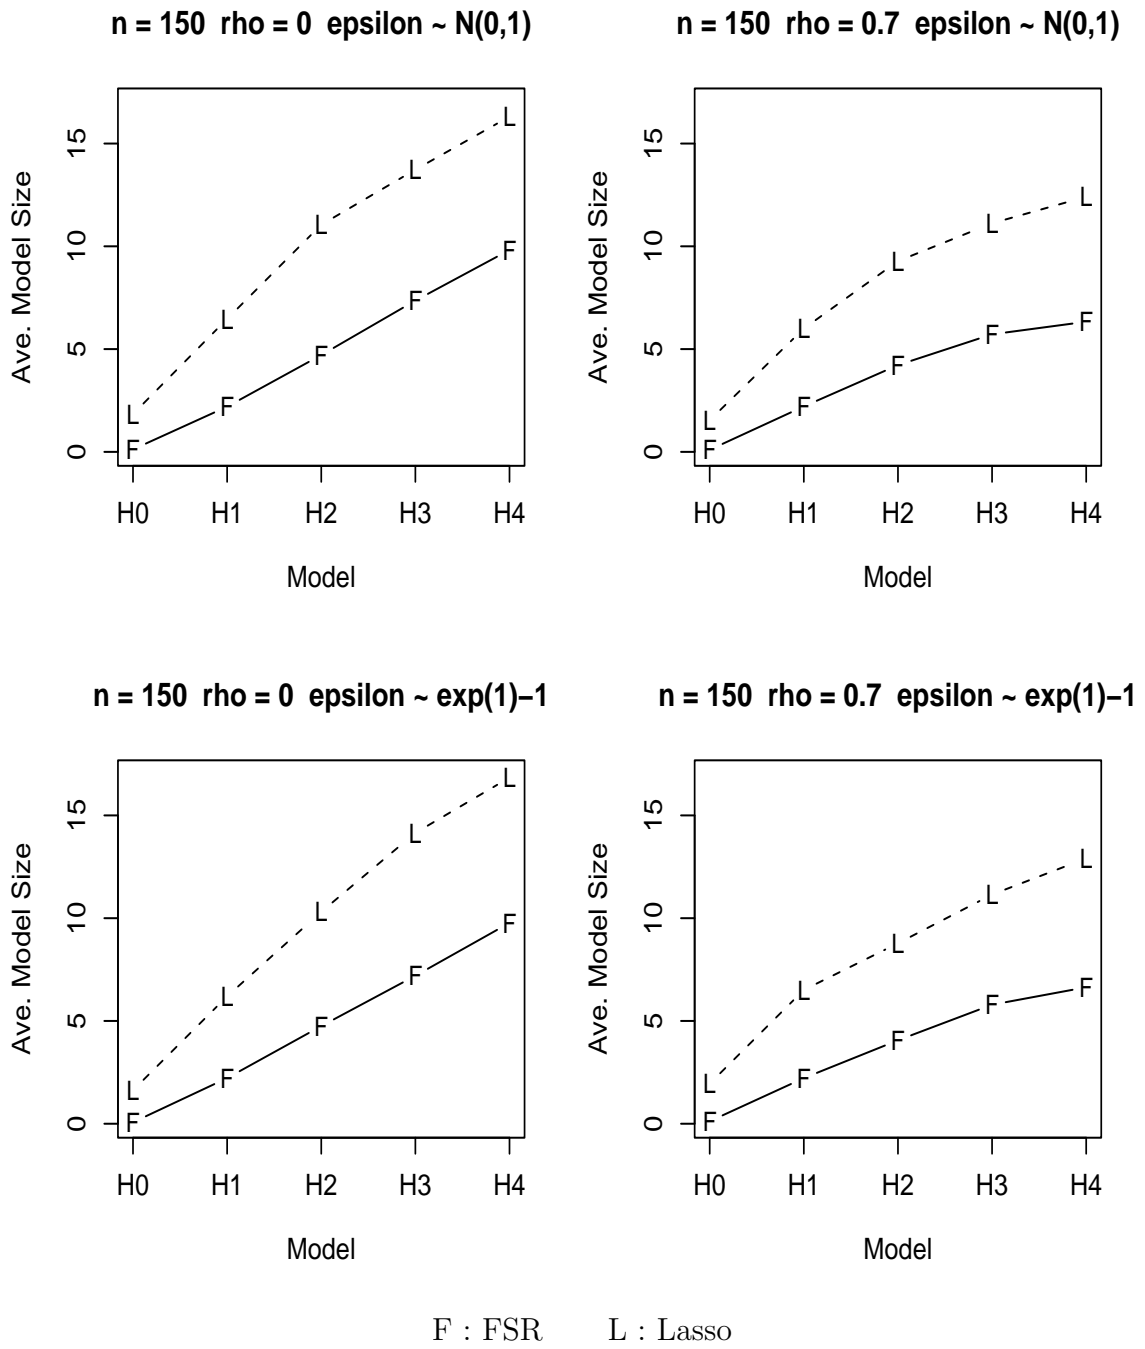 n = 150 rho = 0 epsilon ~ N(0,1)
Ave. Model Size
15
10
5
0
L
L
L
L
L
F
F
F
F
F
H0 H1 H2 H3 H4
Model
n = 150 rho = 0.7 epsilon ~ N(0,1)
Ave. Model Size
15
10
5
0
L
L
L
L
L
F
F
F
F
F
H0 H1 H2 H3 H4
Model
n = 150 rho = 0 epsilon ~ exp(1)−1
Ave. Model Size
15
10
5
0
L
L
L
L
L
F
F
F
F
F
H0 H1 H2 H3 H4
Model
n = 150 rho = 0.7 epsilon ~ exp(1)−1
Ave. Model Size
15
10
5
0
L
L
L
L
L
F
F
F
F
F
H0 H1 H2 H3 H4
Model
F : FSR L : Lasso